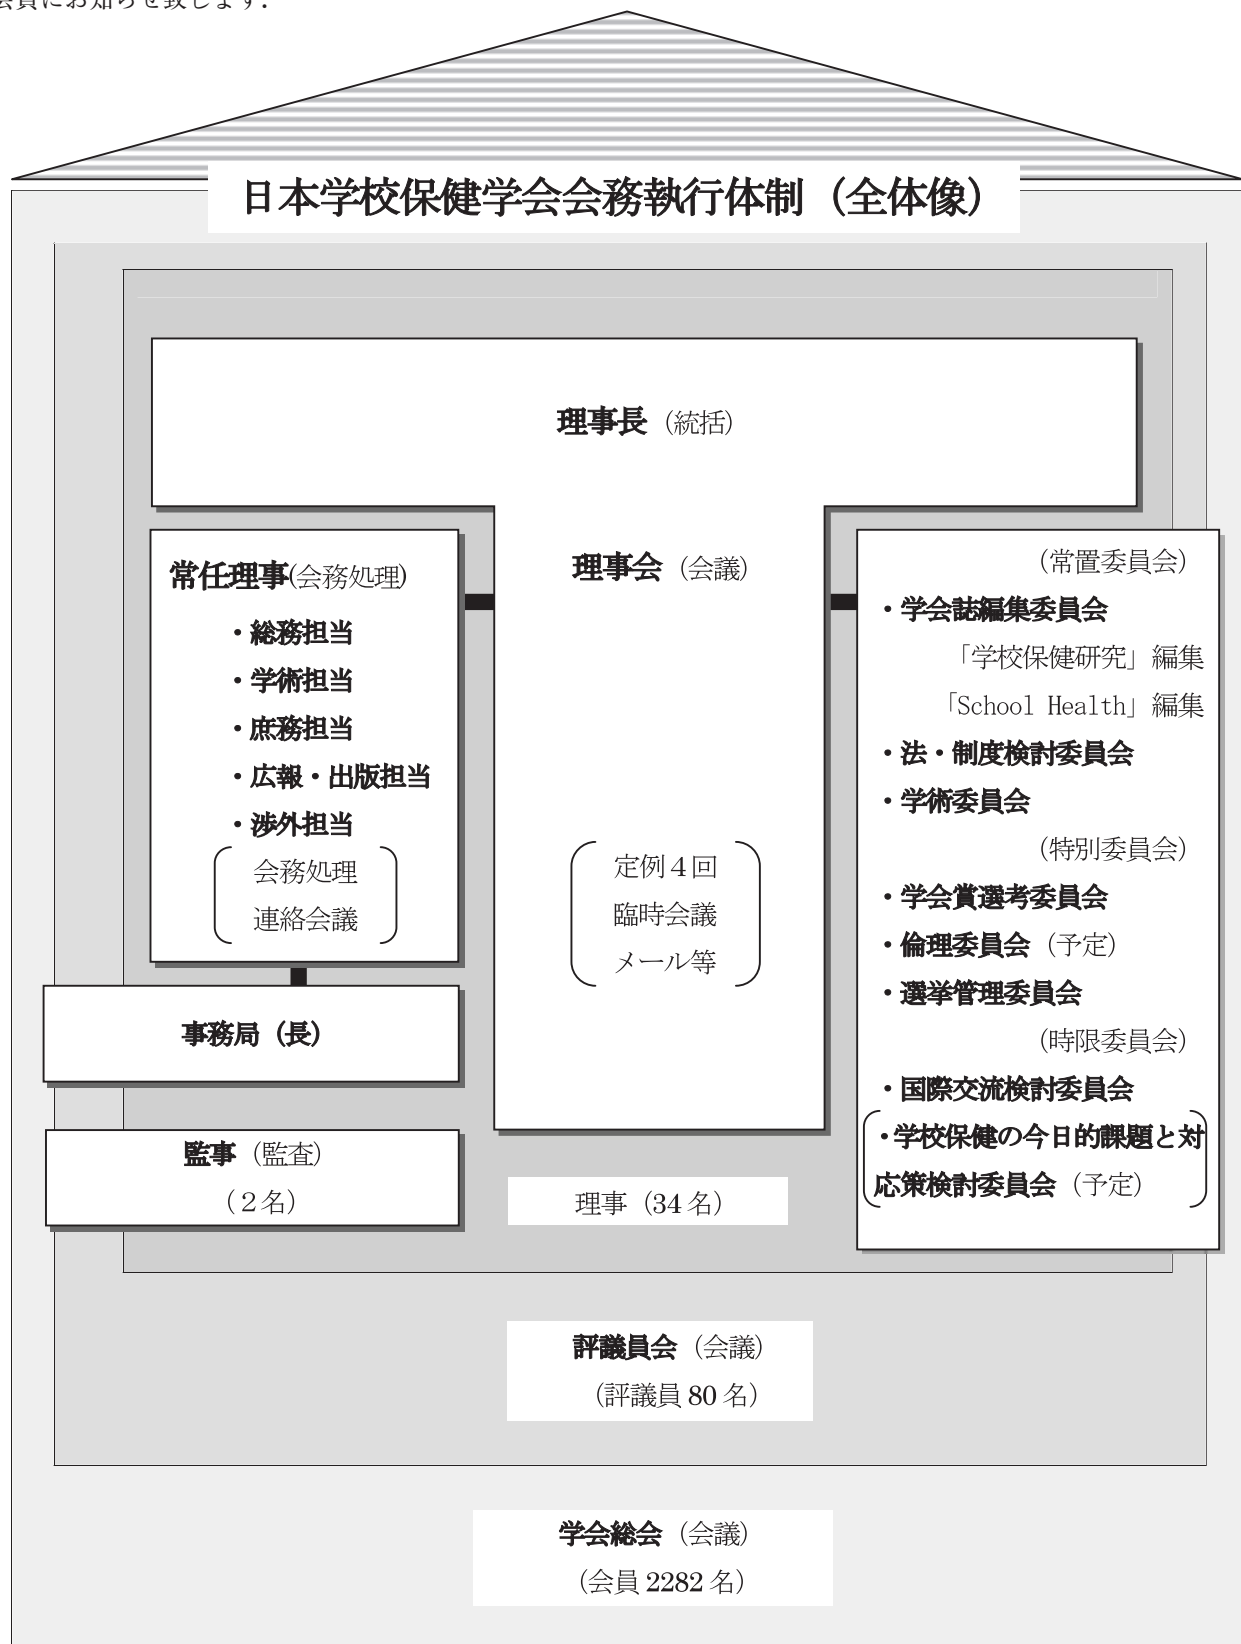 会員にお知らせ致します．
日本学校保健学会会務執行体制（全体像）
理事長（統括）
常任理事(会務処理)
・総務担当
・学術担当
・庶務担当
・広報・出版担当
・渉外担当
会務処理
連絡会議
事務局（長）
監事（監査）
（２名）
理事会（会議）
定例４回
臨時会議
メール等
理事（34 名）
（常置委員会）
・学会誌編集委員会
「学校保健研究」編集
「School Health」編集
・法・制度検討委員会
・学術委員会
（特別委員会）
・学会賞選考委員会
・倫理委員会（予定）
・選挙管理委員会
（時限委員会）
・国際交流検討委員会
・学校保健の今日的課題と対
応策検討委員会（予定）
評議員会（会議）
（評議員 80 名）
学会総会（会議）
（会員 2282 名）